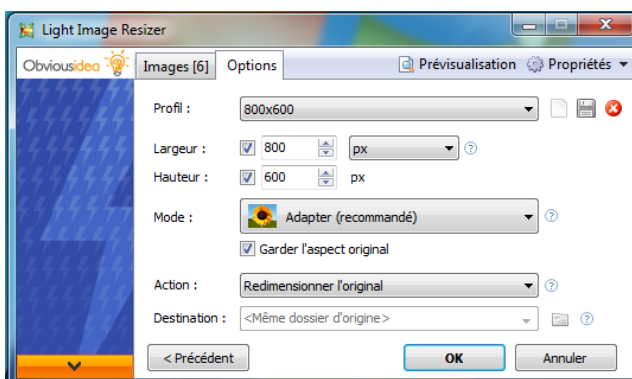 Light Image Resizer
Obviousidea Images [6] Options Prévisualisation Propriétés
Profil : 800x600
Largeur : 800 px
Hauteur : 600 px
Mode : Adapter (recommandé)
Garder l'aspect original
Action : Redimensionner l'original
Destination : <Même dossier d'origine>
< Précédent OK Annuler